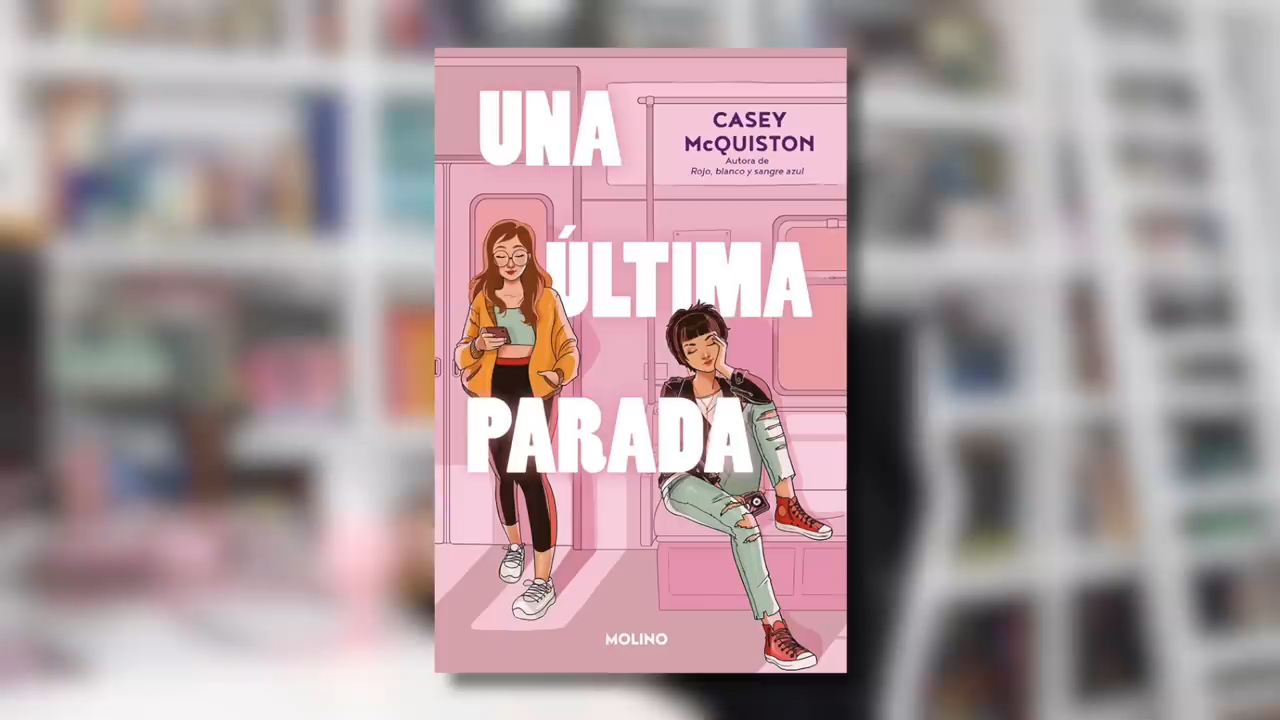 UNA
CASEY
McQUISTON
Autora de
Rojo, blanco y sangre azul
ÚLTIMA
PARADA
MOLINO